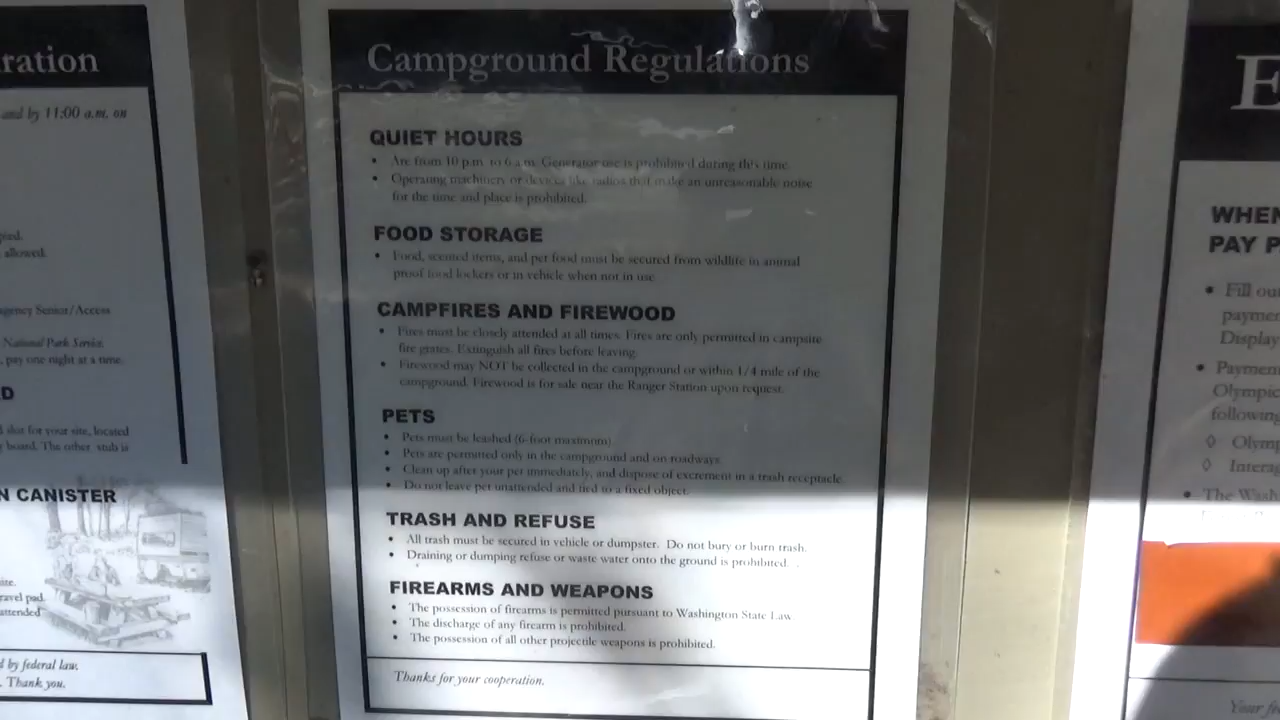 ration
and by 11:00 a.m. on
allowed.
Senior/Access
National Park Service.
, pay one night at a time.
D
slot for your site, located
board. The other stub is
N CANISTER
site.
ravel pad.
attended
d by federal law.
. Thank you.
Campground Regulations
QUIET HOURS
• Are from 10 p.m. to 6 a.m. Generator use is prohibited during this time.
• Operating machinery or devices like radios that make an unreasonable noise
for the time and place is prohibited.
FOOD STORAGE
• Food, scented items, and pet food must be secured from wildlife in animal
proof food lockers or in vehicle when not in use.
CAMPFIRES AND FIREWOOD
• Fires must be closely attended at all times. Fires are only permitted in campsite
fire grates. Extinguish all fires before leaving.
• Firewood may NOT be collected in the campground or within 1/4 mile of the
campground. Firewood is for sale near the Ranger Station upon request.
PETS
• Pets must be leashed (6-foot maximum).
• Pets are permitted only in the campground and on roadways.
• Clean up after your pet immediately, and dispose of excrement in a trash receptacle.
• Do not leave pet unattended and tied to a fixed object.
TRASH AND REFUSE
• All trash must be secured in vehicle or dumpster. Do not bury or burn trash.
• Draining or dumping refuse or waste water onto the ground is prohibited.
FIREARMS AND WEAPONS
• The possession of firearms is permitted pursuant to Washington State Law
• The discharge of any firearm is prohibited.
• The possession of all other projectile weapons is prohibited.
Thanks for your cooperation.
E
WHEN
PAY P
• Fill out
paymen
Display
• Payment
Olympic
following
◊ Olymp
◊ Intera
• The Wash
Your fe